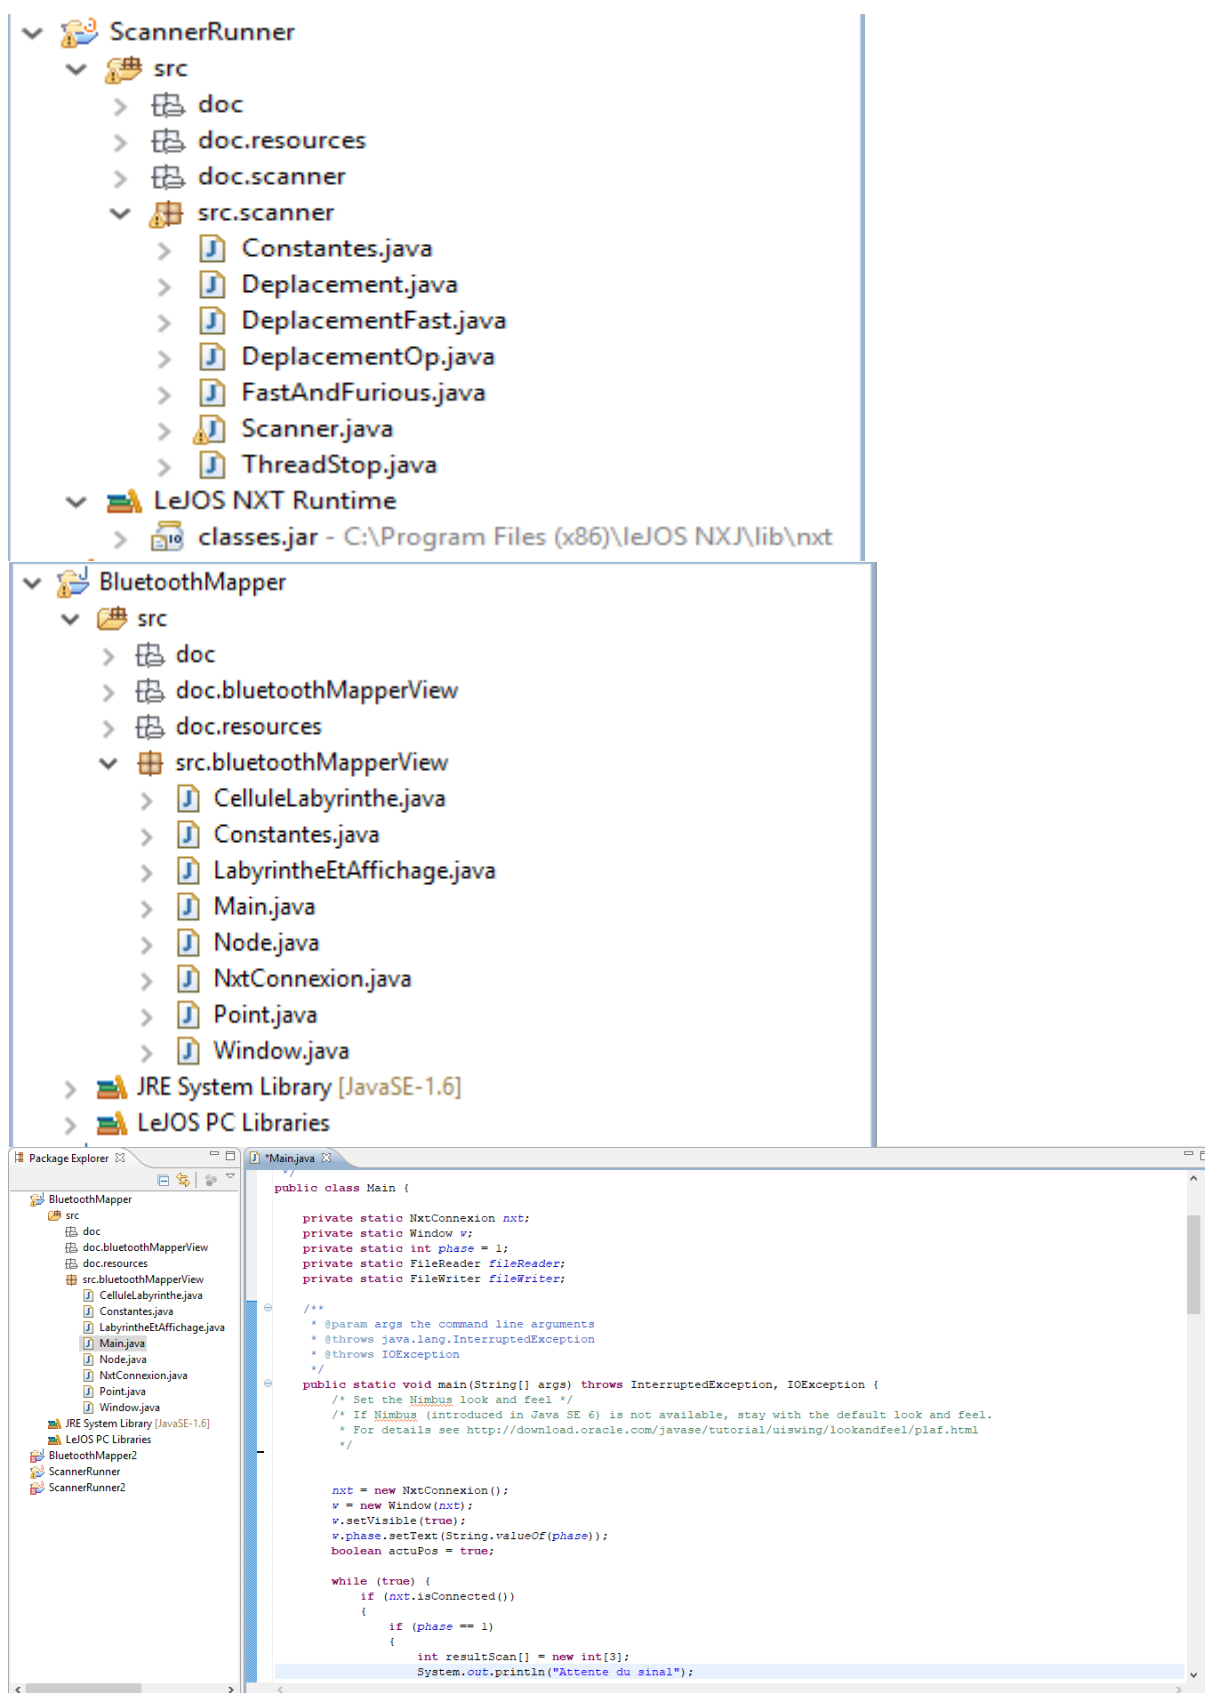 ScannerRunner
src
doc
doc.resources
doc.scanner
src.scanner
Constantes.java
Deplacement.java
DeplacementFast.java
DeplacementOp.java
FastAndFurious.java
Scanner.java
ThreadStop.java
LeJOS NXT Runtime
classes.jar - C:\Program Files (x86)\leJOS NXJ\lib\nxt
BluetoothMapper
src
doc
doc.bluetoothMapperView
doc.resources
src.bluetoothMapperView
CelluleLabyrinthe.java
Constantes.java
LabyrintheEtAffichage.java
Main.java
Node.java
NxtConnexion.java
Point.java
Window.java
JRE System Library [JavaSE-1.6]
LeJOS PC Libraries
Package Explorer
BluetoothMapper
src
doc
doc.bluetoothMapperView
doc.resources
src.bluetoothMapperView
CelluleLabyrinthe.java
Constantes.java
LabyrintheEtAffichage.java
Main.java
Node.java
NxtConnexion.java
Point.java
Window.java
JRE System Library [JavaSE-1.6]
LeJOS PC Libraries
BluetoothMapper2
ScannerRunner
ScannerRunner2
*Main.java
*/
public class Main {
private static NxtConnexion nxt;
private static Window w;
private static int phase = 1;
private static FileReader fileReader;
private static FileWriter fileWriter;
/**
* @param args the command line arguments
* @throws java.lang.InterruptedException
* @throws IOException
*/
public static void main(String[] args) throws InterruptedException, IOException {
/* Set the Nimbus look and feel */
/* If Nimbus (introduced in Java SE 6) is not available, stay with the default look and feel.
* For details see http://download.oracle.com/javase/tutorial/uiswing/lookandfeel/plaf.html
*/
nxt = new NxtConnexion();
w = new Window(nxt);
w.setVisible(true);
w.phase.setText(String.valueOf(phase));
boolean actuPos = true;
while (true) {
if (nxt.isConnected())
{
if (phase == 1)
{
int resultScan[] = new int[3];
System.out.println("Attente du sinal");